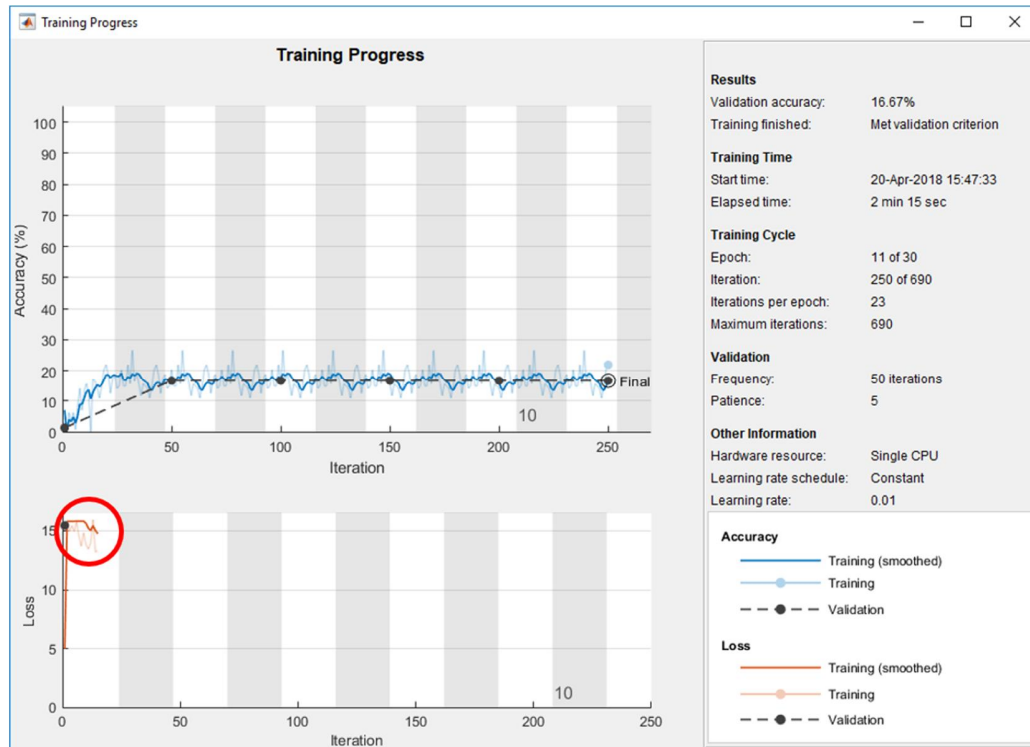 Training Progress
Training Progress
100
90
80
70
60
50
40
30
20
10
0
Accuracy (%)
Final
10
0 50 100 150 200 250
Iteration
15
10
5
0
Loss
10
0 50 100 150 200 250
Iteration
Results
Validation accuracy: 16.67%
Training finished: Met validation criterion
Training Time
Start time: 20-Apr-2018 15:47:33
Elapsed time: 2 min 15 sec
Training Cycle
Epoch: 11 of 30
Iteration: 250 of 690
Iterations per epoch: 23
Maximum iterations: 690
Validation
Frequency: 50 iterations
Patience: 5
Other Information
Hardware resource: Single CPU
Learning rate schedule: Constant
Learning rate: 0.01
Accuracy
Training (smoothed)
Training
Validation
Loss
Training (smoothed)
Training
Validation